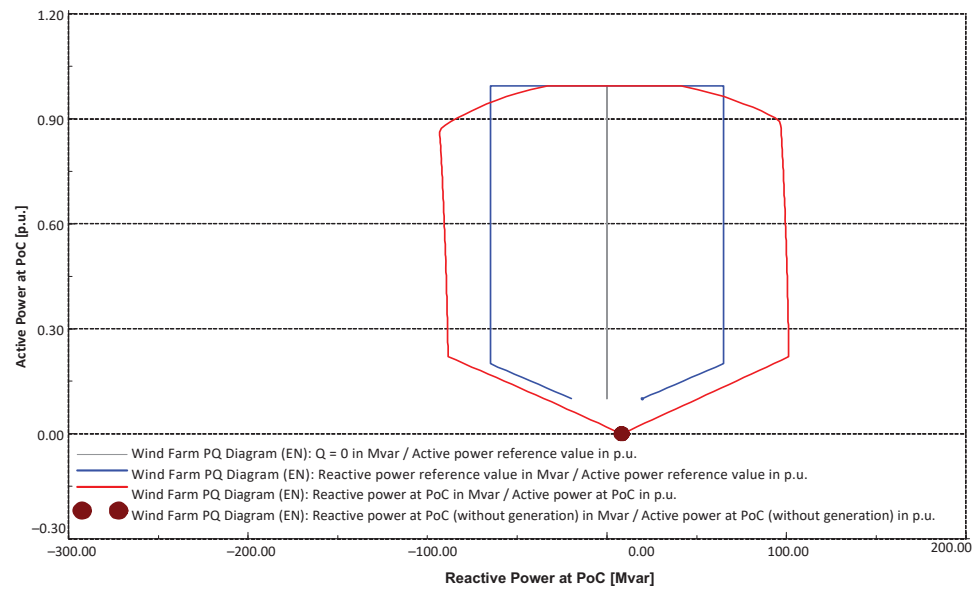 1.20
0.90
0.60
0.30
0.00
–0.30
Active Power at PoC [p.u.]
Wind Farm PQ Diagram (EN): Q = 0 in Mvar / Active power reference value in p.u.
Wind Farm PQ Diagram (EN): Reactive power reference value in Mvar / Active power reference value in p.u.
Wind Farm PQ Diagram (EN): Reactive power at PoC in Mvar / Active power at PoC in p.u.
Wind Farm PQ Diagram (EN): Reactive power at PoC (without generation) in Mvar / Active power at PoC (without generation) in p.u.
–300.00 –200.00 –100.00 0.00 100.00 200.00
Reactive Power at PoC [Mvar]